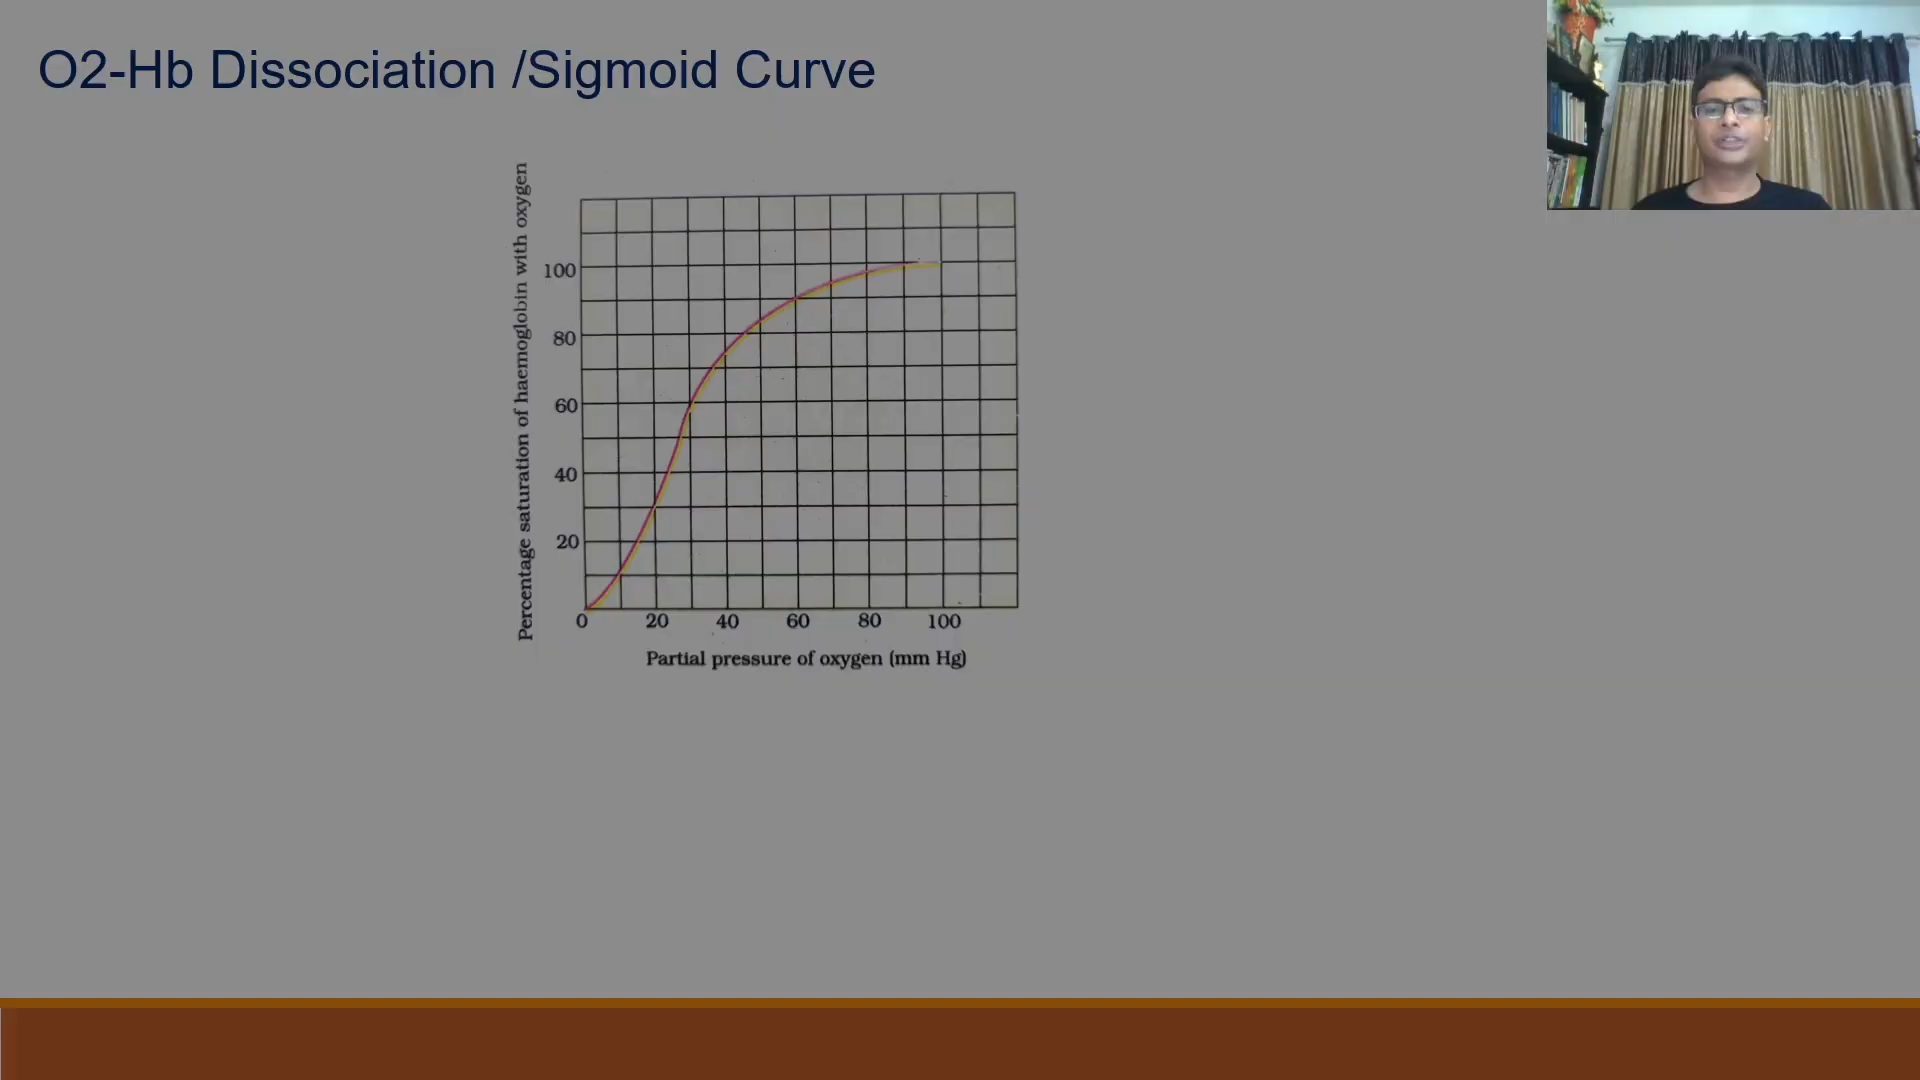 O2-Hb Dissociation /Sigmoid Curve
Percentage saturation of haemoglobin with oxygen
100
80
60
40
20
0 20 40 60 80 100
Partial pressure of oxygen (mm Hg)